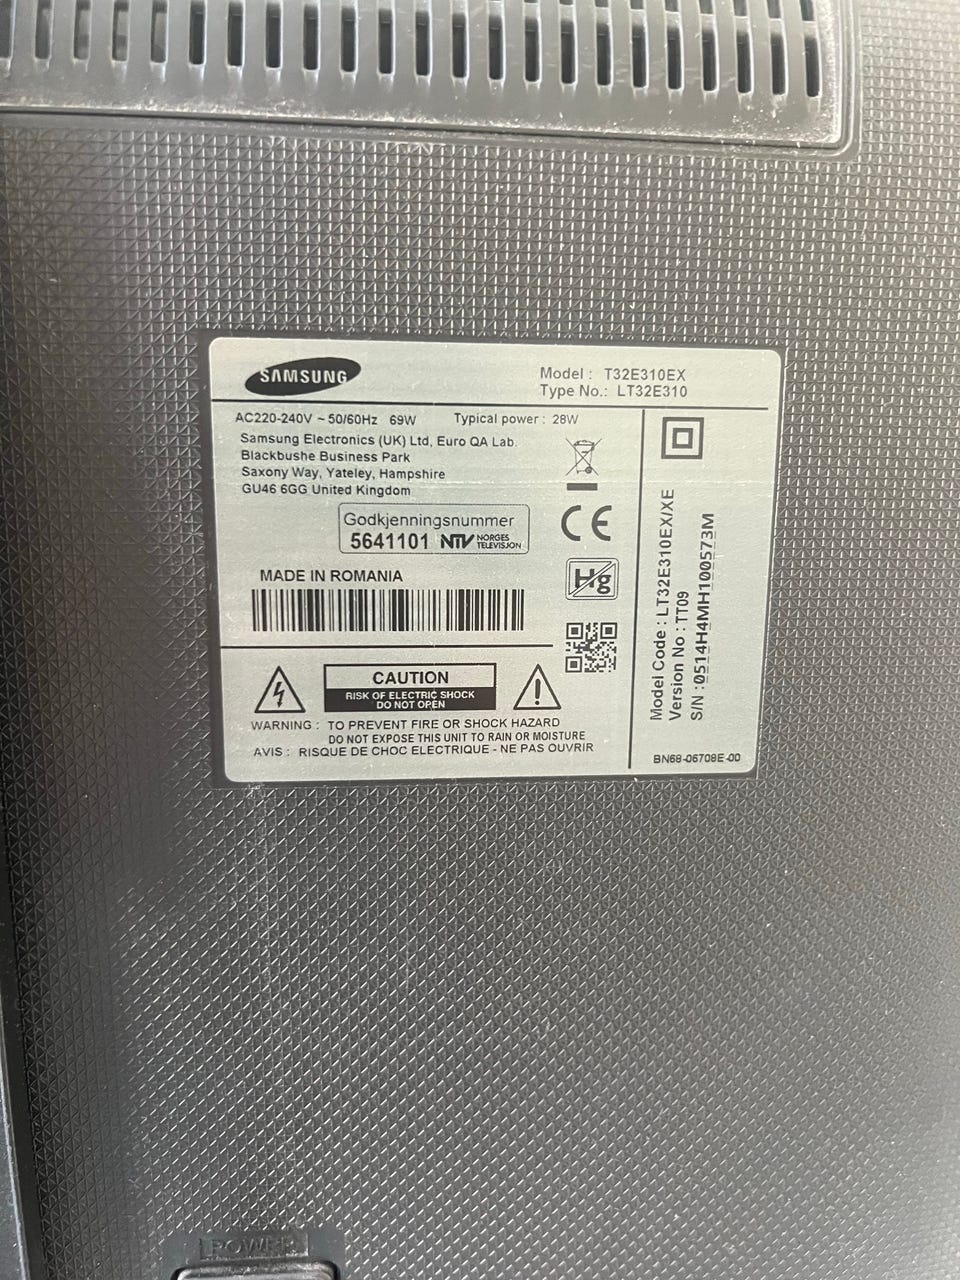 SAMSUNG
Model : T32E310EX
Type No.: LT32E310
AC220-240V ~ 50/60Hz 69W Typical power : 28W
Samsung Electronics (UK) Ltd, Euro QA Lab.
Blackbushe Business Park
Saxony Way, Yateley, Hampshire
GU46 6GG United Kingdom
Godkjenningsnummer
5641101 NTV NORGES TELEVISJON
MADE IN ROMANIA
CE
Hg
CAUTION
RISK OF ELECTRIC SHOCK
DO NOT OPEN
WARNING : TO PREVENT FIRE OR SHOCK HAZARD
DO NOT EXPOSE THIS UNIT TO RAIN OR MOISTURE
AVIS : RISQUE DE CHOC ELECTRIQUE - NE PAS OUVRIR
Model Code : LT32E310EX/XE
Version No : TT09
S/N : 0514H4MH100573M
BN68-06708E-00
POWER